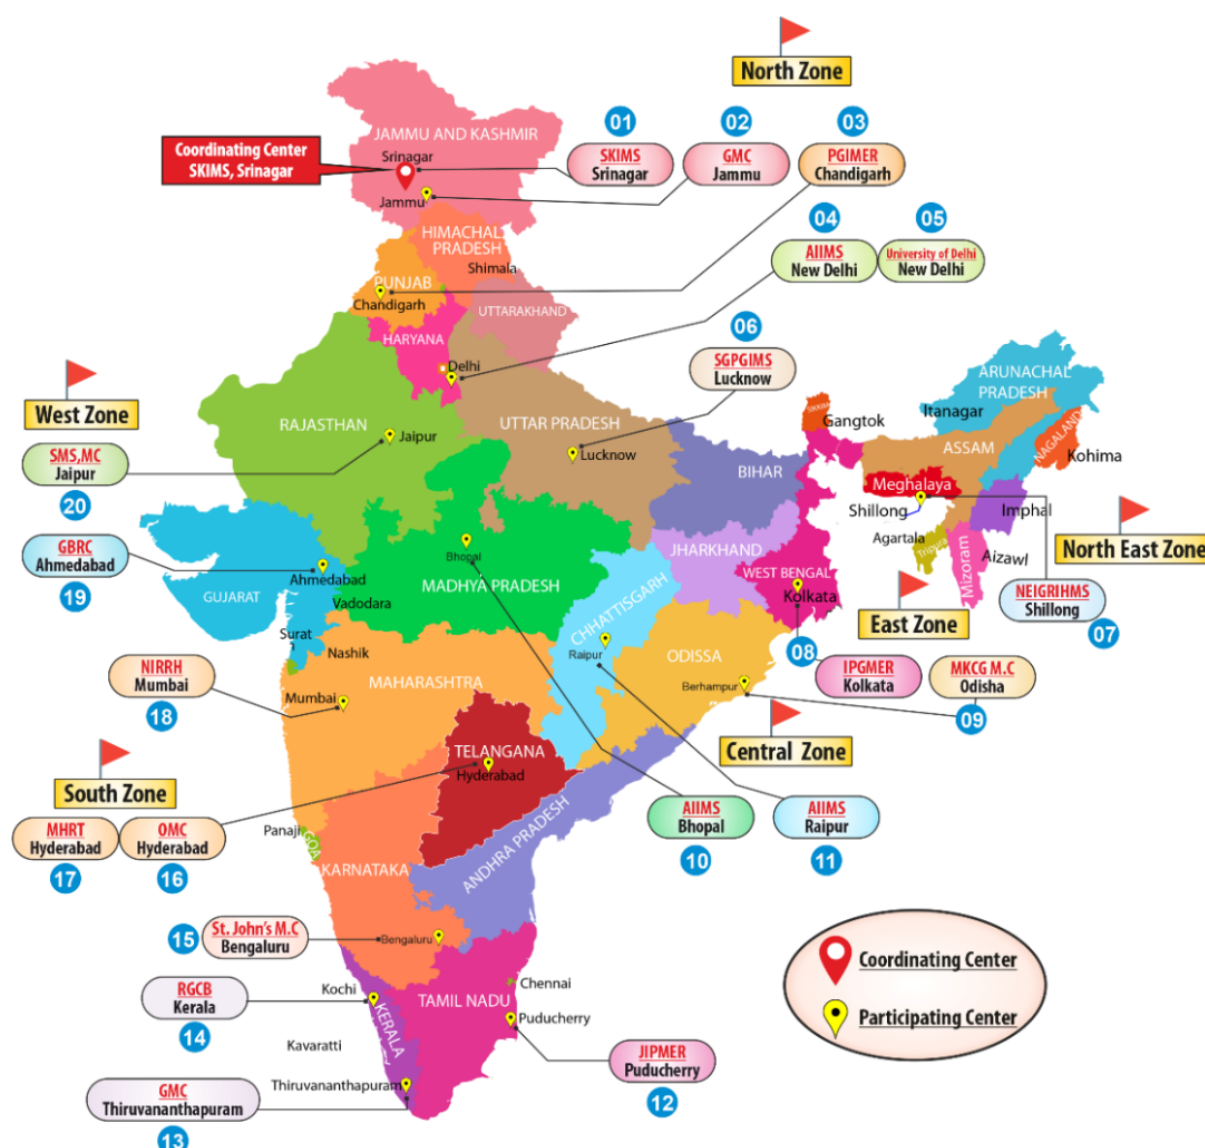 North Zone
01
02
03
SKIMS
Srinagar
GMC
Jammu
PGIMER
Chandigarh
Coordinating Center
SKIMS, Srinagar
JAMMU AND KASHMIR
Srinagar
Jammu
04
05
AIIMS
New Delhi
University of Delhi
New Delhi
HIMACHAL
PRADESH
Shimala
PUNJAB
Chandigarh
UTTARAKHAND
HARYANA
Delhi
06
SGPGIMS
Lucknow
West Zone
SMS,MC
Jaipur
20
RAJASTHAN
Jaipur
UTTAR PRADESH
Lucknow
BIHAR
SIKKIM
Gangtok
ARUNACHAL
PRADESH
Itanagar
ASSAM
NAGALAND
Kohima
Meghalaya
Shillong
Imphal
Agartala
Tripura
Mizoram
Aizawl
North East Zone
NEIGRIHMS
Shillong
07
East Zone
GBRC
Ahmedabad
19
GUJARAT
Ahmedabad
Vadodara
Surat
Bhopal
MADHYA PRADESH
JHARKHAND
WEST BENGAL
Kolkata
CHHATTISGARH
Raipur
ODISSA
Berhampur
08
IPGMER
Kolkata
MKCG M.C
Odisha
09
NIRRH
Mumbai
18
Nashik
MAHARASHTRA
Mumbai
Central Zone
South Zone
MHRT
Hyderabad
17
OMC
Hyderabad
16
TELANGANA
Hyderabad
AIIMS
Bhopal
10
AIIMS
Raipur
11
Panaji
GOA
KARNATAKA
ANDHRA PRADESH
15
St. John's M.C
Bengaluru
Bengaluru
RGCB
Kerala
14
Kochi
KERALA
TAMIL NADU
Chennai
Puducherry
Kavaratti
JIPMER
Puducherry
12
GMC
Thiruvananthapuram
13
Thiruvananthapuram
Coordinating Center
Participating Center